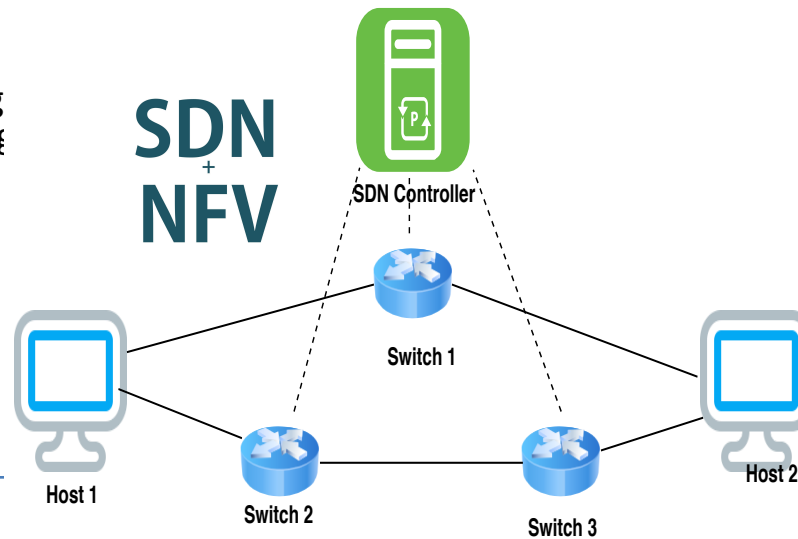 SDN
+
NFV
P
SDN Controller
Switch 1
Host 1
Host 2
Switch 2
Switch 3